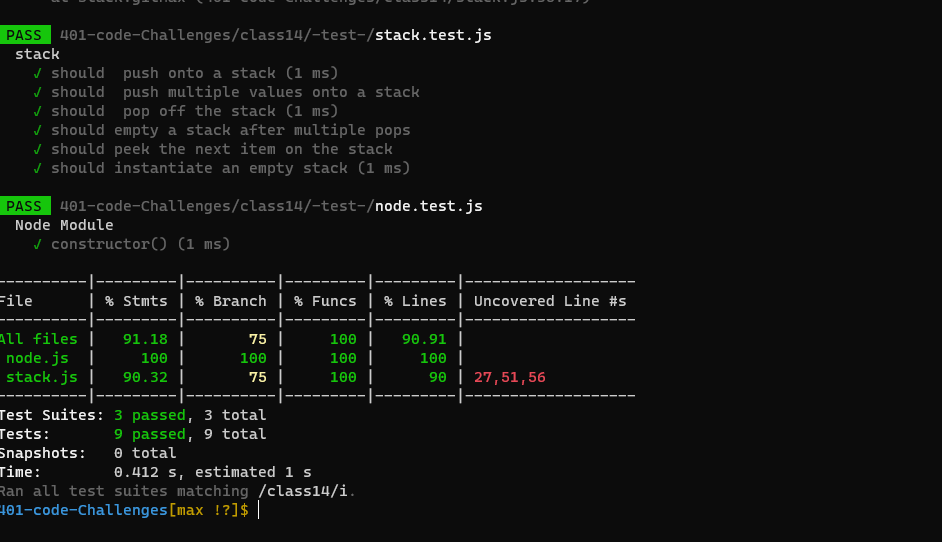 PASS 401-code-Challenges/class14/-test-/stack.test.js
stack
√ should  push onto a stack (1 ms)
√ should  push multiple values onto a stack
√ should  pop off the stack (1 ms)
√ should empty a stack after multiple pops
√ should peek the next item on the stack
√ should instantiate an empty stack (1 ms)
PASS 401-code-Challenges/class14/-test-/node.test.js
Node Module
√ constructor() (1 ms)
----------|---------|----------|---------|---------|-------------------
File      | % Stmts | % Branch | % Funcs | % Lines | Uncovered Line #s
----------|---------|----------|---------|---------|-------------------
All files |   91.18 |       75 |     100 |   90.91 |
node.js  |     100 |      100 |     100 |     100 |
stack.js |   90.32 |       75 |     100 |      90 | 27,51,56
----------|---------|----------|---------|---------|-------------------
Test Suites: 3 passed, 3 total
Tests:       9 passed, 9 total
Snapshots:   0 total
Time:        0.412 s, estimated 1 s
Ran all test suites matching /class14/i.
401-code-Challenges[max !?]$